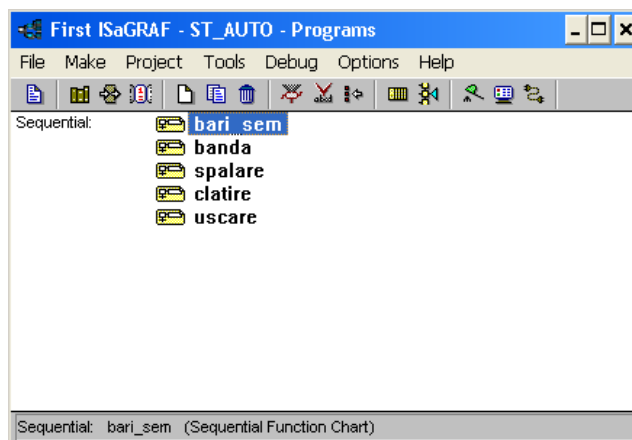 First ISaGRAF - ST_AUTO - Programs
File Make Project Tools Debug Options Help
Sequential: bari_sem
banda
spalare
clatire
uscare
Sequential: bari_sem (Sequential Function Chart)